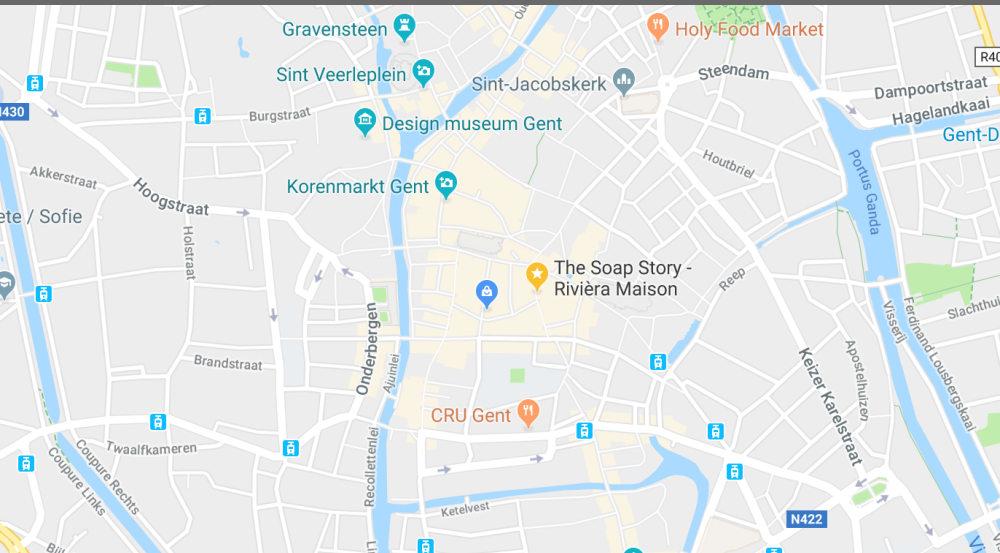 Gravensteen
Holy Food Market
Sint Veerleplein
Sint-Jacobskerk
Steendam
R40
Dampoortstraat
Hagelandkaai
Burgstraat
Design museum Gent
Gent-D
Houtbriel
Portus Ganda
Akkerstraat
Hoogstraat
Korenmarkt Gent
ete / Sofie
Holstraat
The Soap Story -
Rivièra Maison
Reep
Slachthui
Visserij
Ferdinand Lousbergskaai
Onderbergen
Ajuinlei
Brandstraat
Keizer Karelstraat
Apostelhuizen
CRU Gent
Twaalfkameren
Coupure Rechts
Coupure Links
Recollettenlei
Ketelvest
N422